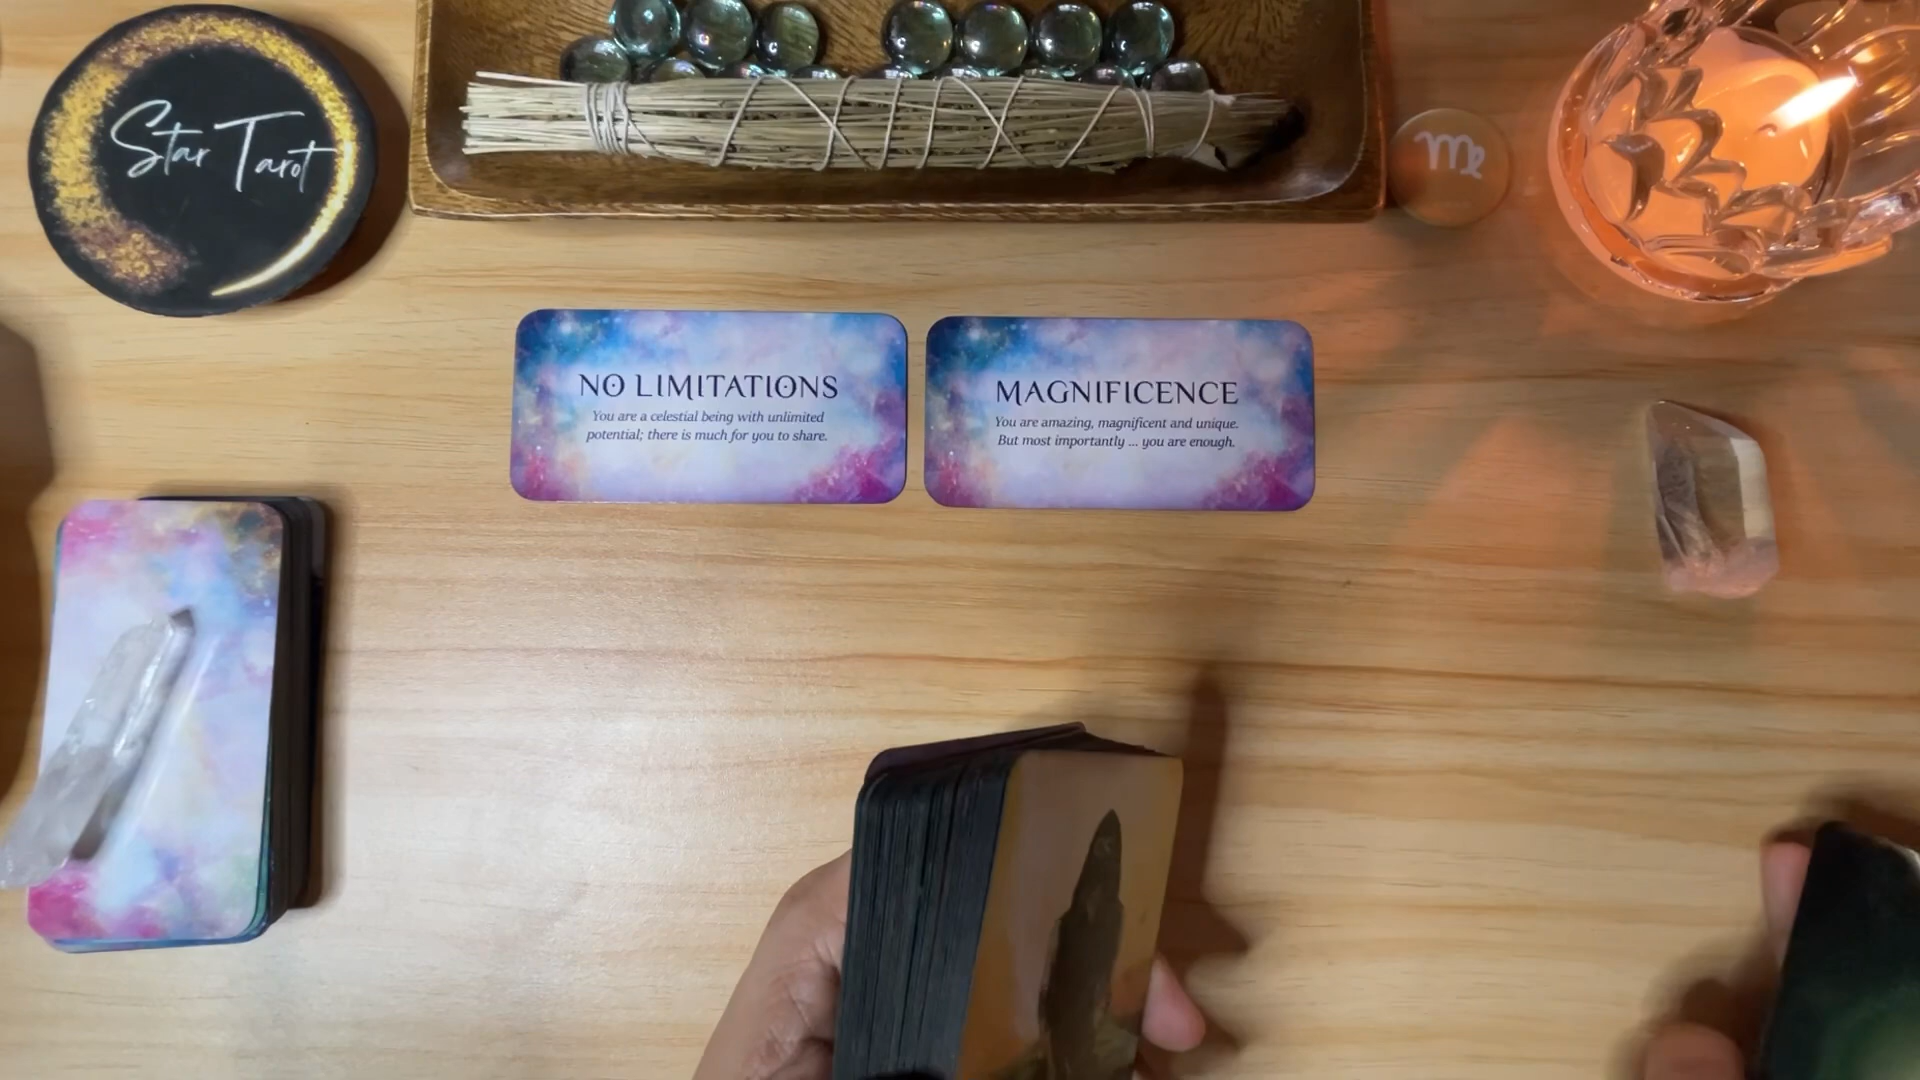 Star Tarot
NO LIMITATIONS
You are a celestial being with unlimited
potential; there is much for you to share.
MAGNIFICENCE
You are amazing, magnificent and unique.
But most importantly ... you are enough.